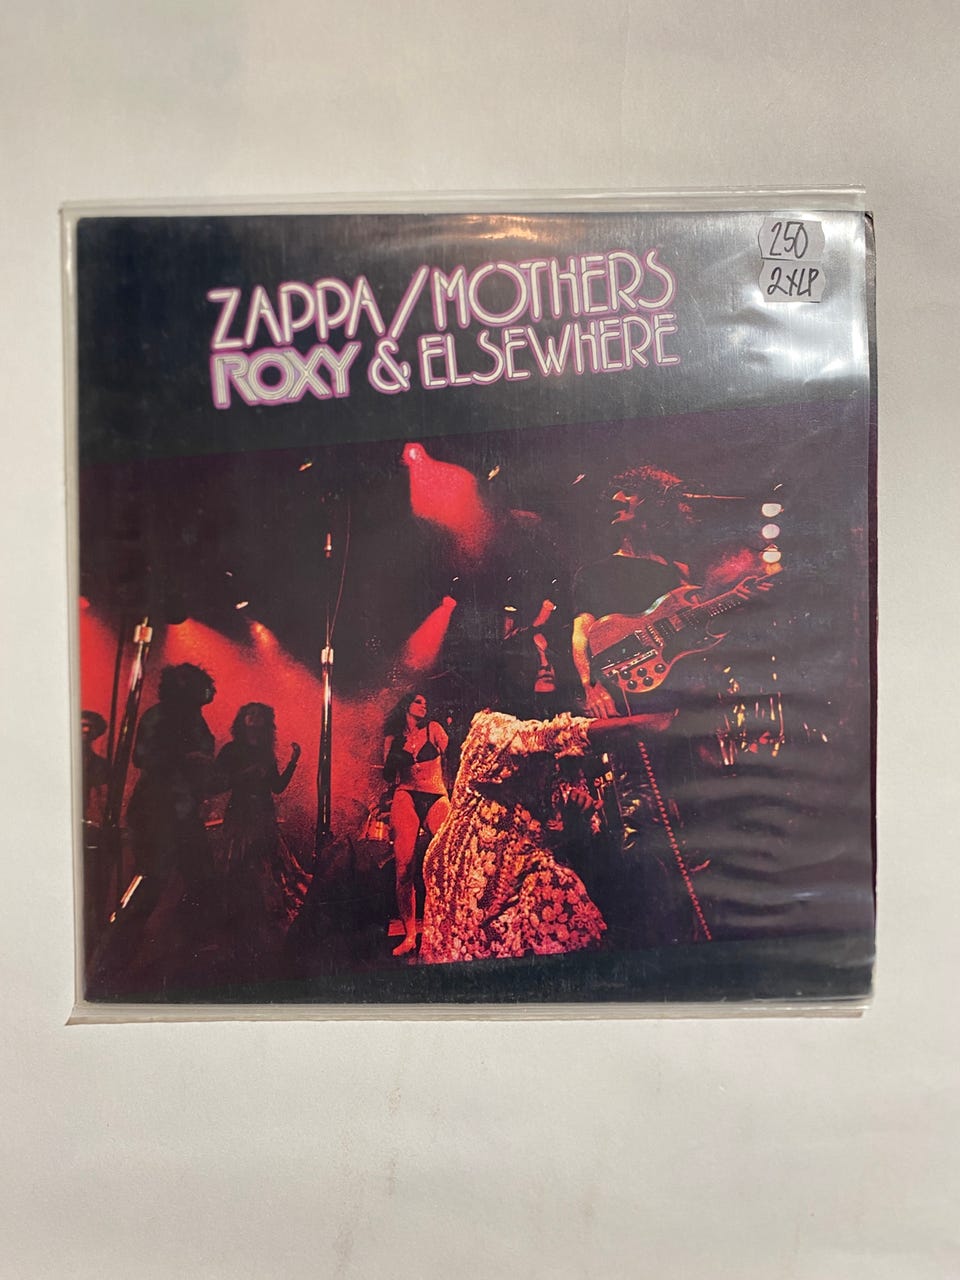 ZAPPA/MOTHERS
ROXY & ELSEWHERE
250
2XLP